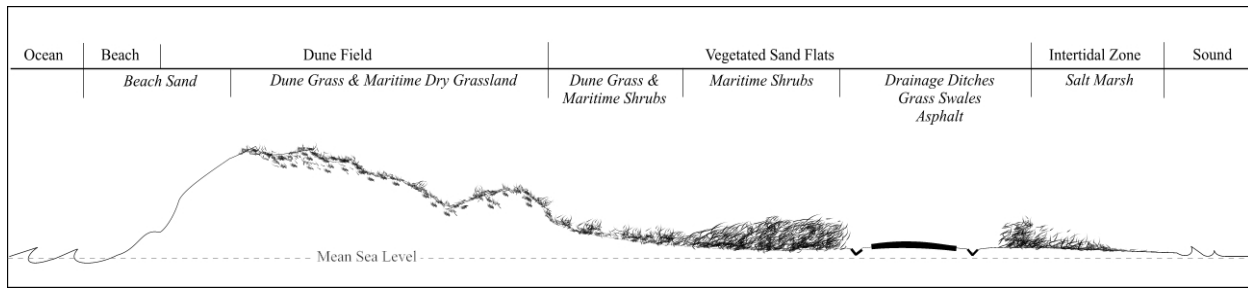 Ocean Beach Dune Field Vegetated Sand Flats Intertidal Zone Sound
Beach Sand Dune Grass & Maritime Dry Grassland Dune Grass & Maritime Shrubs Drainage Ditches Salt Marsh
Maritime Shrubs Grass Swales
Asphalt
Mean Sea Level